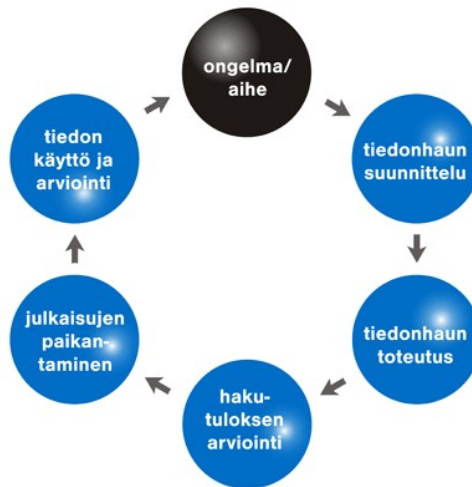 ongelma/
aihe
tiedonhaun
suunnittelu
tiedonhaun
toteutus
haku-
tuloksen
arviointi
julkaisujen
paikan-
taminen
tiedon
käyttö ja
arviointi